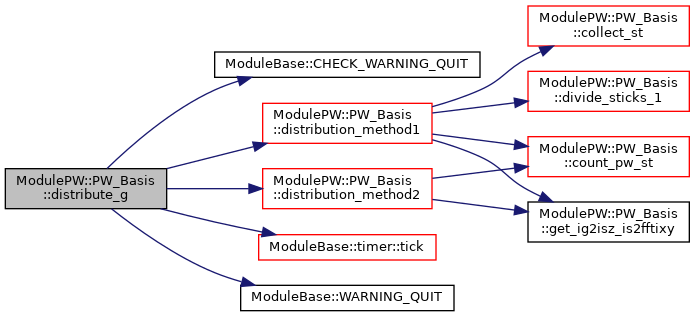 ModulePW::PW_Basis
::distribute_g
ModuleBase::CHECK_WARNING_QUIT
ModulePW::PW_Basis
::distribution_method1
ModulePW::PW_Basis
::collect_st
ModulePW::PW_Basis
::divide_sticks_1
ModulePW::PW_Basis
::count_pw_st
ModulePW::PW_Basis
::get_ig2isz_is2fftixy
ModulePW::PW_Basis
::distribution_method2
ModuleBase::timer::tick
ModuleBase::WARNING_QUIT